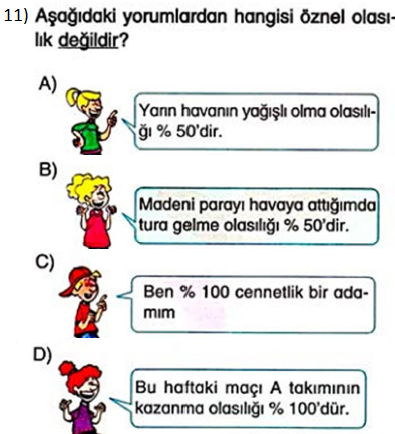 11) Aşağıdaki yorumlardan hangisi öznel olası-
lık değildir?
A)
Yarın havanın yağışlı olma olasılı-
ğı % 50'dir.
B)
Madeni parayı havaya attığımda
tura gelme olasılığı % 50'dir.
C)
Ben % 100 cennetlik bir ada-
mım
D)
Bu haftaki maçı A takımının
kazanma olasılığı % 100'dür.